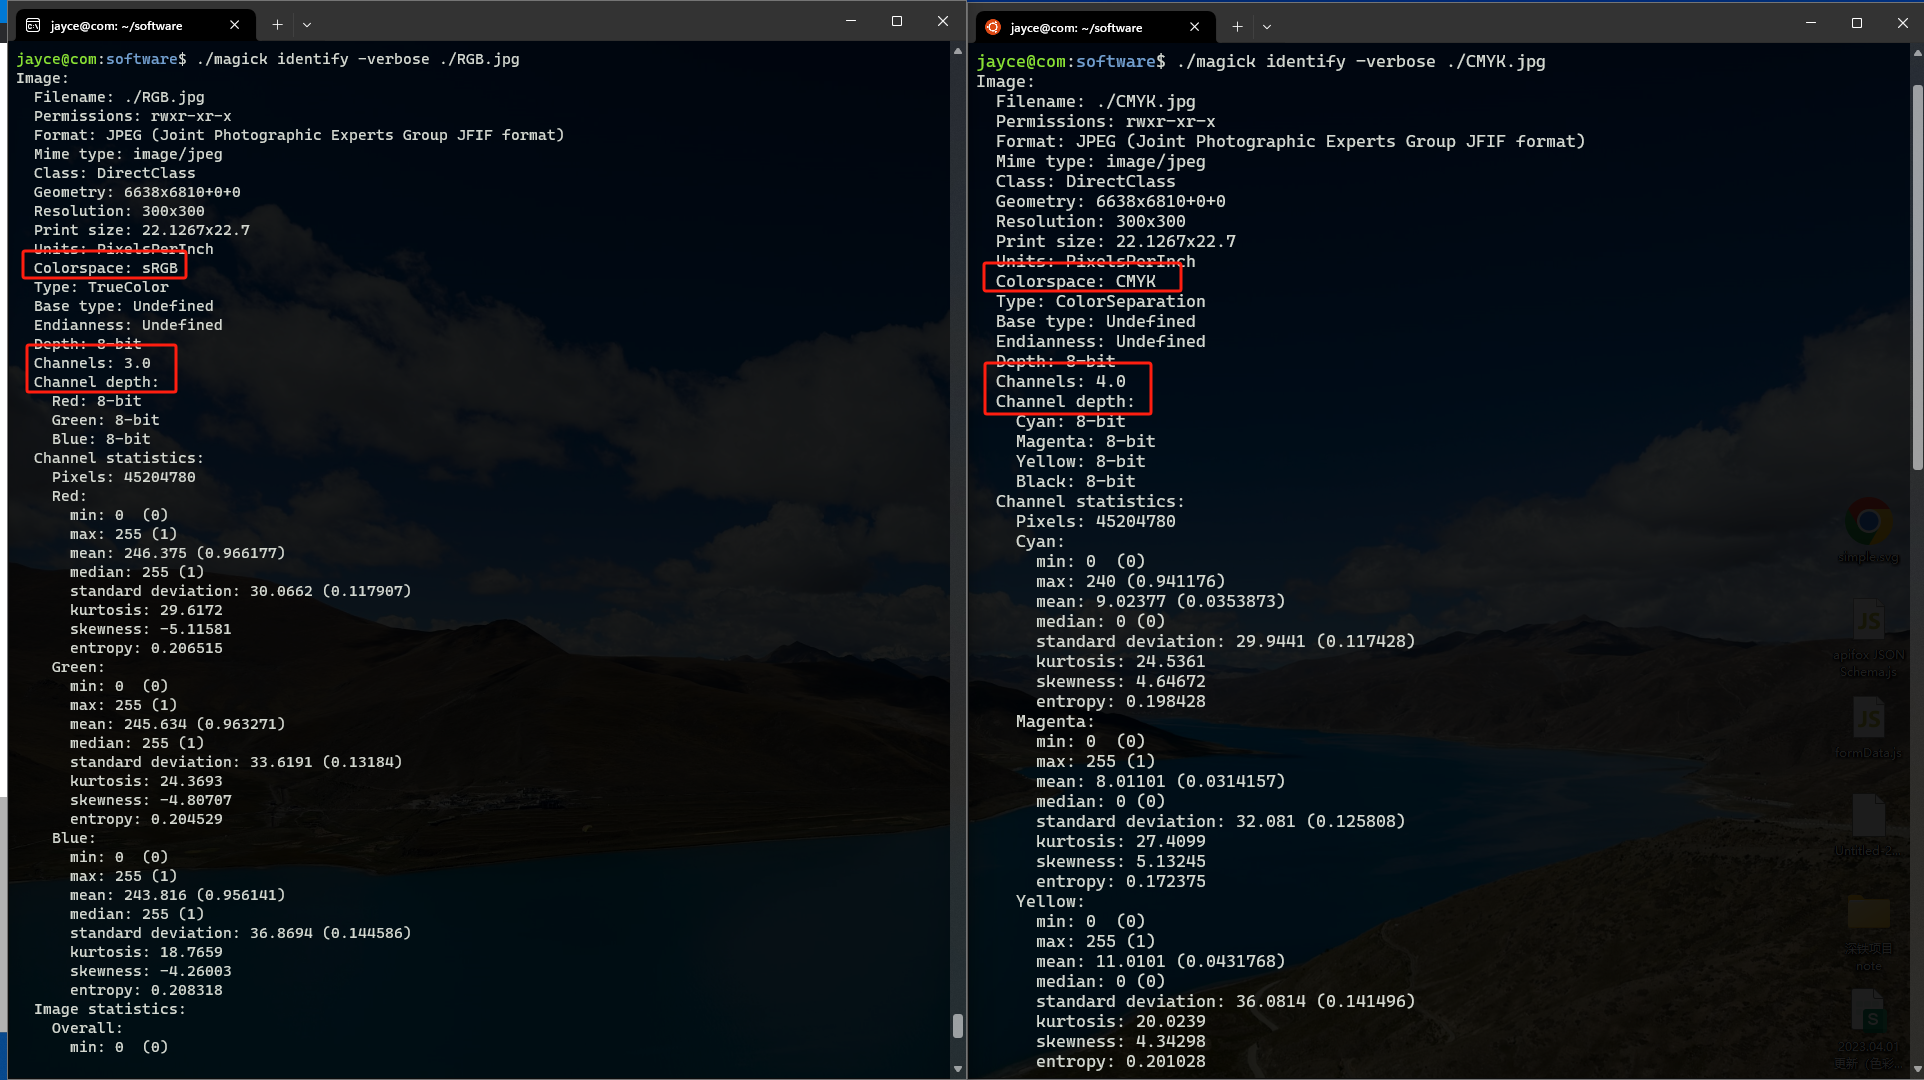 jayce@com: ~/software
jayce@com:software$ ./magick identify -verbose ./RGB.jpg
Image:
Filename: ./RGB.jpg
Permissions: rwxr-xr-x
Format: JPEG (Joint Photographic Experts Group JFIF format)
Mime type: image/jpeg
Class: DirectClass
Geometry: 6638x6810+0+0
Resolution: 300x300
Print size: 22.1267x22.7
Units: PixelsPerInch
Colorspace: sRGB
Type: TrueColor
Base type: Undefined
Endianness: Undefined
Depth: 8-bit
Channels: 3.0
Channel depth:
Red: 8-bit
Green: 8-bit
Blue: 8-bit
Channel statistics:
Pixels: 45204780
Red:
min: 0  (0)
max: 255 (1)
mean: 246.375 (0.966177)
median: 255 (1)
standard deviation: 30.0662 (0.117907)
kurtosis: 29.6172
skewness: -5.11581
entropy: 0.206515
Green:
min: 0  (0)
max: 255 (1)
mean: 245.634 (0.963271)
median: 255 (1)
standard deviation: 33.6191 (0.13184)
kurtosis: 24.3693
skewness: -4.80707
entropy: 0.204529
Blue:
min: 0  (0)
max: 255 (1)
mean: 243.816 (0.956141)
median: 255 (1)
standard deviation: 36.8694 (0.144586)
kurtosis: 18.7659
skewness: -4.26003
entropy: 0.208318
Image statistics:
Overall:
min: 0  (0)
jayce@com: ~/software
jayce@com:software$ ./magick identify -verbose ./CMYK.jpg
Image:
Filename: ./CMYK.jpg
Permissions: rwxr-xr-x
Format: JPEG (Joint Photographic Experts Group JFIF format)
Mime type: image/jpeg
Class: DirectClass
Geometry: 6638x6810+0+0
Resolution: 300x300
Print size: 22.1267x22.7
Units: PixelsPerInch
Colorspace: CMYK
Type: ColorSeparation
Base type: Undefined
Endianness: Undefined
Depth: 8-bit
Channels: 4.0
Channel depth:
Cyan: 8-bit
Magenta: 8-bit
Yellow: 8-bit
Black: 8-bit
Channel statistics:
Pixels: 45204780
Cyan:
min: 0  (0)
max: 240 (0.941176)
mean: 9.02377 (0.0353873)
median: 0 (0)
standard deviation: 29.9441 (0.117428)
kurtosis: 24.5361
skewness: 4.64672
entropy: 0.198428
Magenta:
min: 0  (0)
max: 255 (1)
mean: 8.01101 (0.0314157)
median: 0 (0)
standard deviation: 32.081 (0.125808)
kurtosis: 27.4099
skewness: 5.13245
entropy: 0.172375
Yellow:
min: 0  (0)
max: 255 (1)
mean: 11.0101 (0.0431768)
median: 0 (0)
standard deviation: 36.0814 (0.141496)
kurtosis: 20.0239
skewness: 4.34298
entropy: 0.201028
simple.svg
JS
apifox JSON
Schema.js
JS
formData.js
note
S
2023.04.01